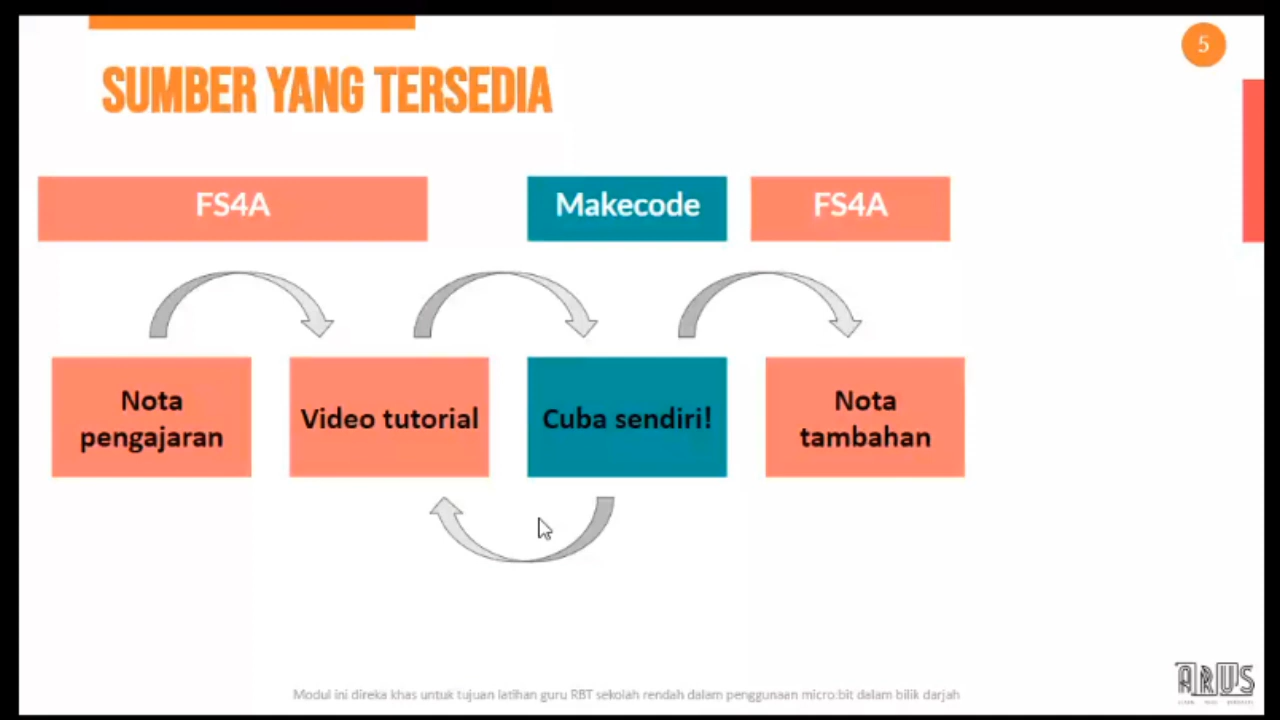 5
SUMBER YANG TERSEDIA
FS4A
Makecode
FS4A
Nota
pengajaran
Video tutorial
Cuba sendiri!
Nota
tambahan
Modul ini direka khas untuk tujuan latihan guru RBT sekolah rendah dalam penggunaan micro:bit dalam bilik darjah
ARUS